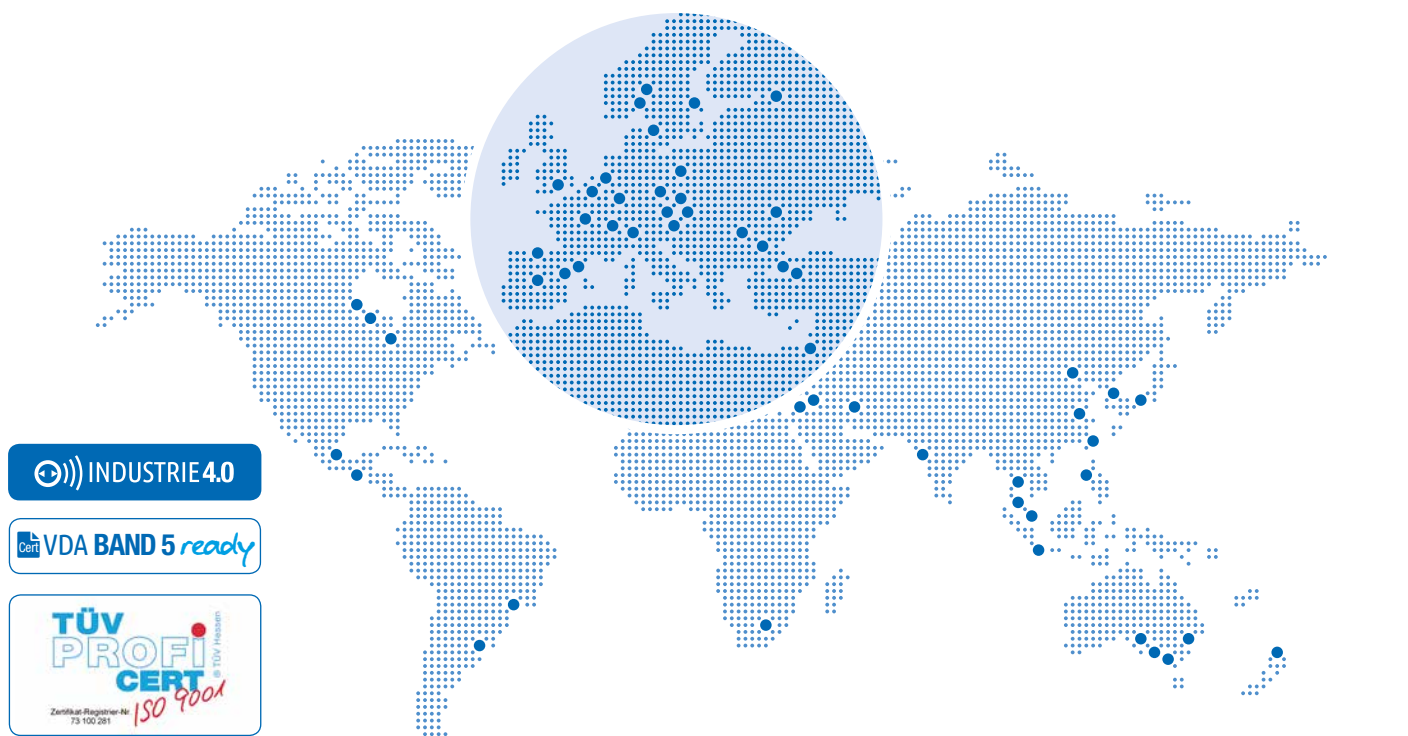 INDUSTRIE 4.0
Cert VDA BAND 5 ready
TÜV
PROFI
CERT
® TÜV Hessen
ISO 9001
Zertifikat-Registrier-Nr.
73 100 281